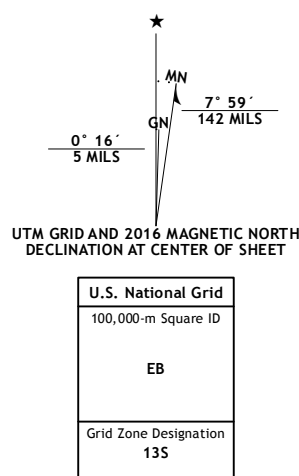 ★
MN
GN
7° 59´
142 MILS
0° 16´
5 MILS
UTM GRID AND 2016 MAGNETIC NORTH
DECLINATION AT CENTER OF SHEET
U.S. National Grid
100,000-m Square ID
EB
Grid Zone Designation
13S